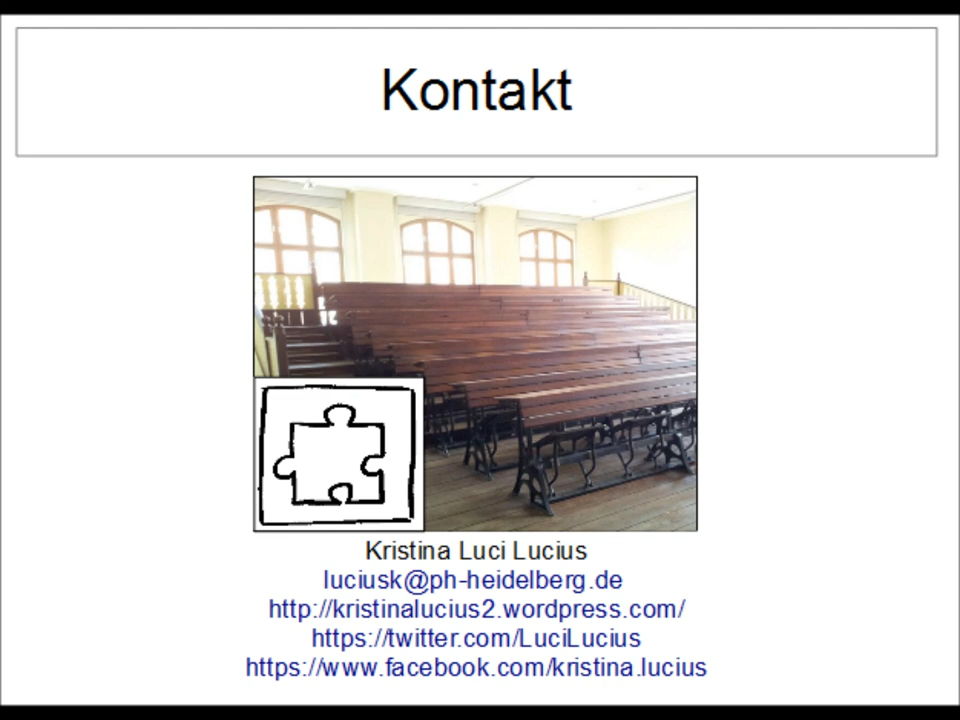 Kontakt
Kristina Luci Lucius
luciusk@ph-heidelberg.de
http://kristinalucius2.wordpress.com/
https://twitter.com/LuciLucius
https://www.facebook.com/kristina.lucius